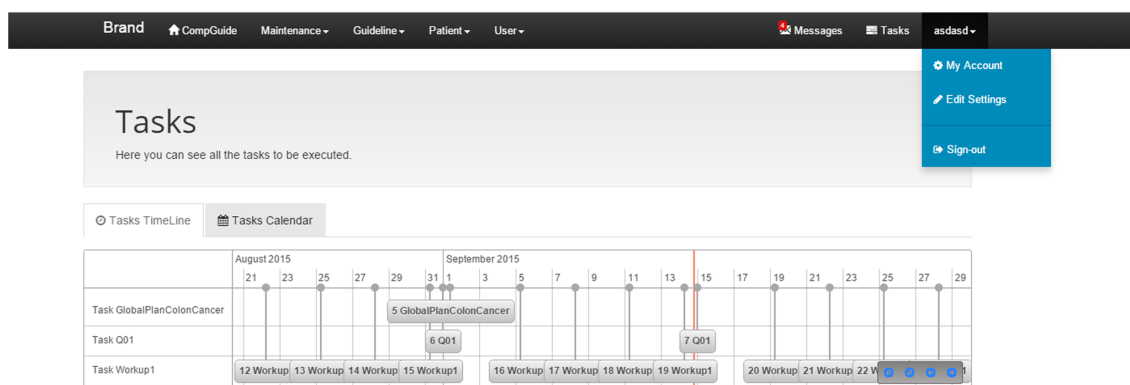 Brand CompGuide Maintenance Guideline Patient User 4 Messages Tasks asdasd
My Account
Edit Settings
Sign-out
Tasks
Here you can see all the tasks to be executed.
Tasks TimeLine Tasks Calendar
August 2015 September 2015
21 23 25 27 29 31 1 3 5 7 9 11 13 15 17 19 21 23 25 27 29
Task GlobalPlanColonCancer 5 GlobalPlanColonCancer
Task Q01 6 Q01 7 Q01
Task Workup1 12 Workup 13 Workup 14 Workup 15 Workup1 16 Workup 17 Workup 18 Workup 19 Workup1 20 Workup 21 Workup 22 W 1